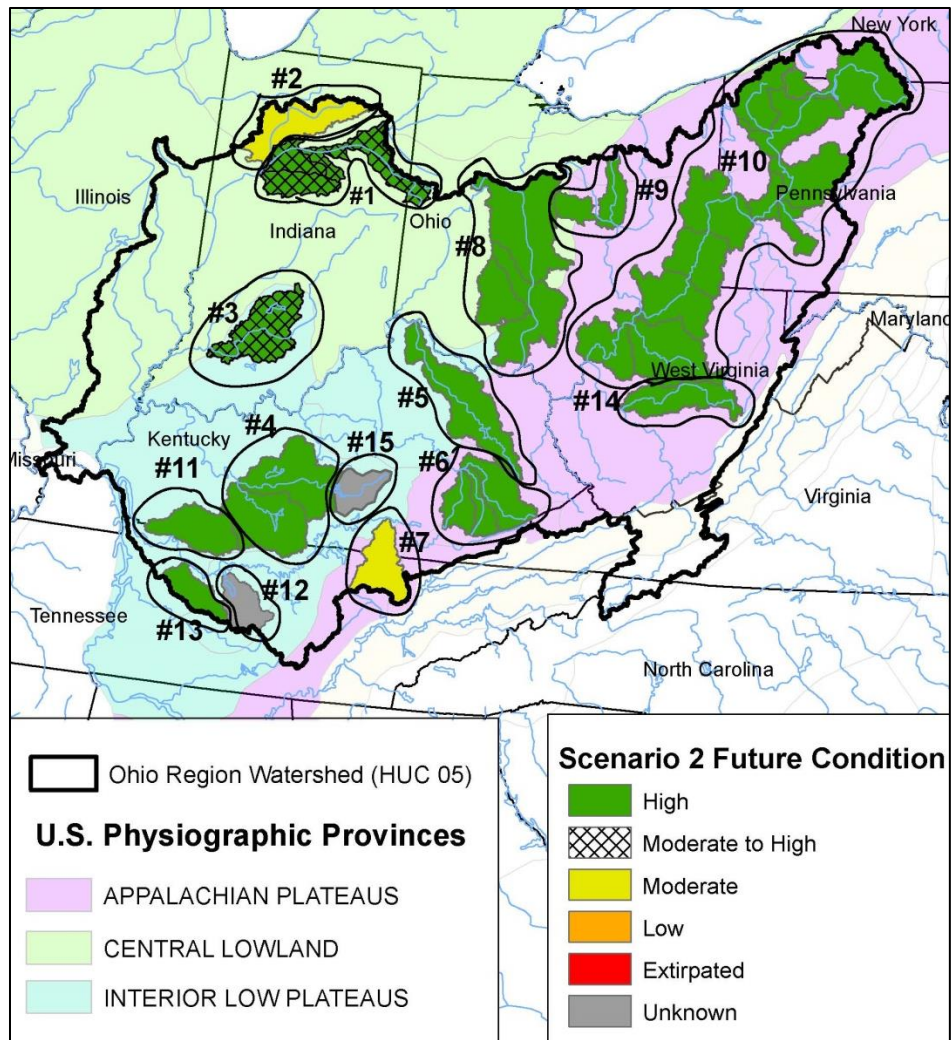 New York
#2
#10
#9
Pennsylvania
Illinois
#1
Ohio
Indiana
#8
#3
Maryland
West Virginia
#5
#14
#4
Kentucky
#15
#6
Missouri
#11
Virginia
#7
#12
Tennessee
#13
North Carolina
Ohio Region Watershed (HUC 05)
U.S. Physiographic Provinces
APPALACHIAN PLATEAUS
CENTRAL LOWLAND
INTERIOR LOW PLATEAUS
Scenario 2 Future Condition
High
Moderate to High
Moderate
Low
Extirpated
Unknown